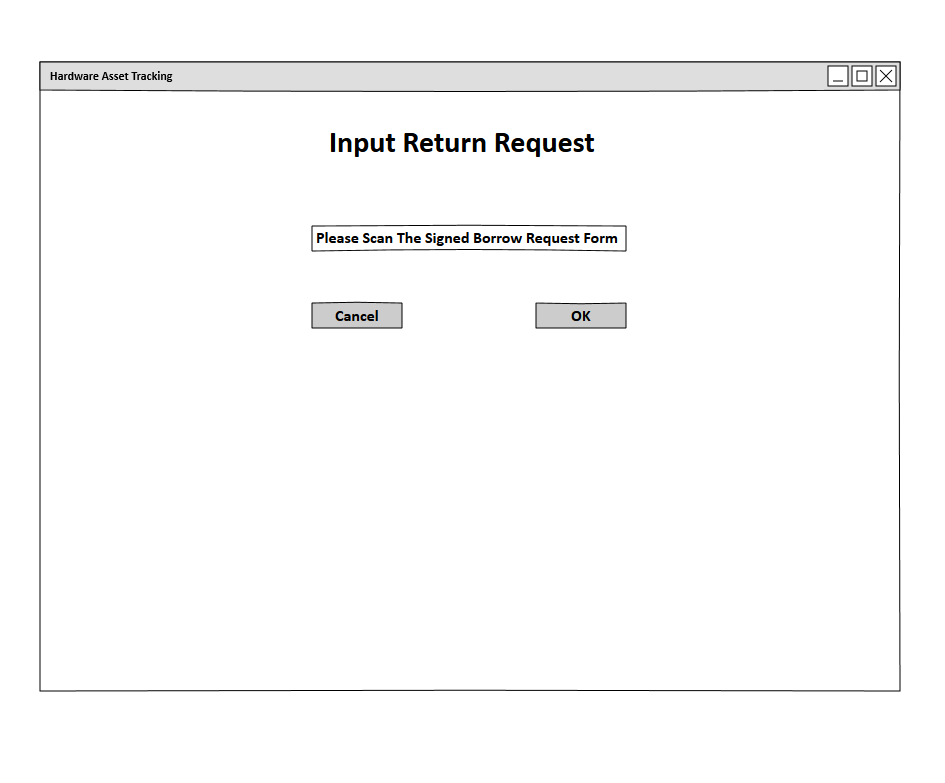 Hardware Asset Tracking
Input Return Request
Please Scan The Signed Borrow Request Form
Cancel
OK